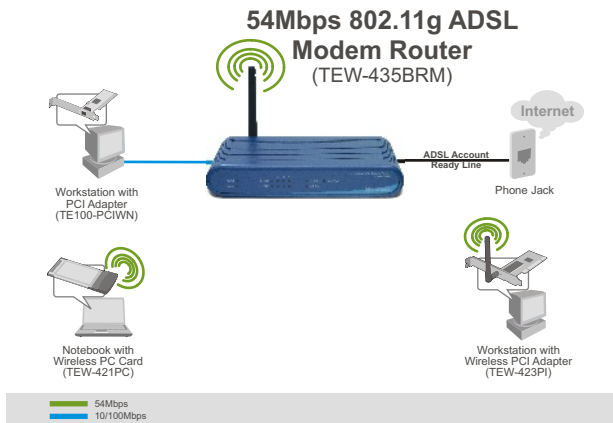 54Mbps 802.11g ADSL
Modem Router
(TEW-435BRM)
Internet
ADSL Account
Ready Line
Workstation with
PCI Adapter
(TE100-PCIWN)
Phone Jack
Notebook with
Wireless PC Card
(TEW-421PC)
Workstation with
Wireless PCI Adapter
(TEW-423PI)
54Mbps
10/100Mbps